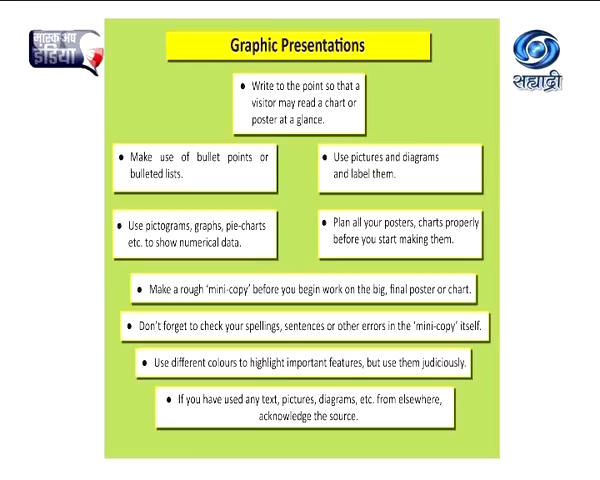 मास्क अप
इंडिया
सह्याद्री
Graphic Presentations
• Write to the point so that a
visitor may read a chart or
poster at a glance.
• Make use of bullet points or
bulleted lists.
• Use pictures and diagrams
and label them.
• Use pictograms, graphs, pie-charts
etc. to show numerical data.
• Plan all your posters, charts properly
before you start making them.
• Make a rough ‘mini-copy’ before you begin work on the big, final poster or chart.
• Don’t forget to check your spellings, sentences or other errors in the ‘mini-copy’ itself.
• Use different colours to highlight important features, but use them judiciously.
• If you have used any text, pictures, diagrams, etc. from elsewhere,
acknowledge the source.